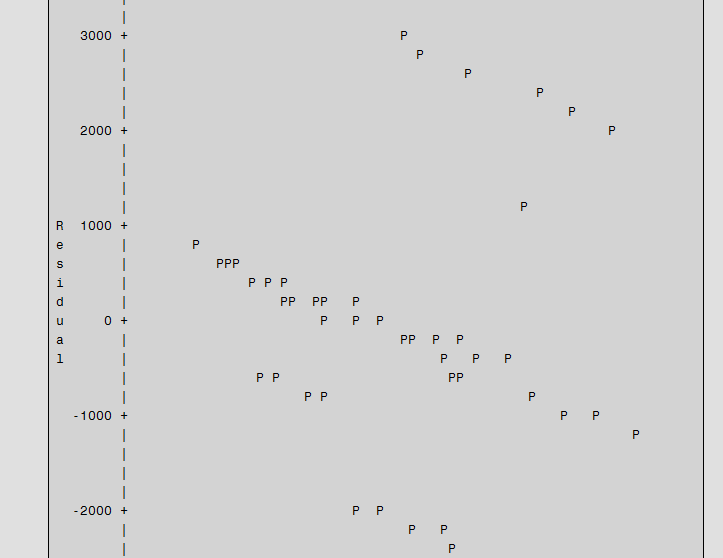 |
3000 +                                  P
|                                    P
|                                          P
|                                                   P
|                                                       P
2000 +                                                            P
|
|
|
|                                                 P
R  1000 +
e       |        P
s       |           PPP
i       |               P P P
d       |                   PP  PP   P
u     0 +                        P   P  P
a       |                                  PP  P  P
l       |                                       P   P   P
|                P P                     PP
|                      P P                         P
-1000 +                                                      P   P
|                                                               P
|
|
|
-2000 +                            P  P
|                                   P   P
|                                        P